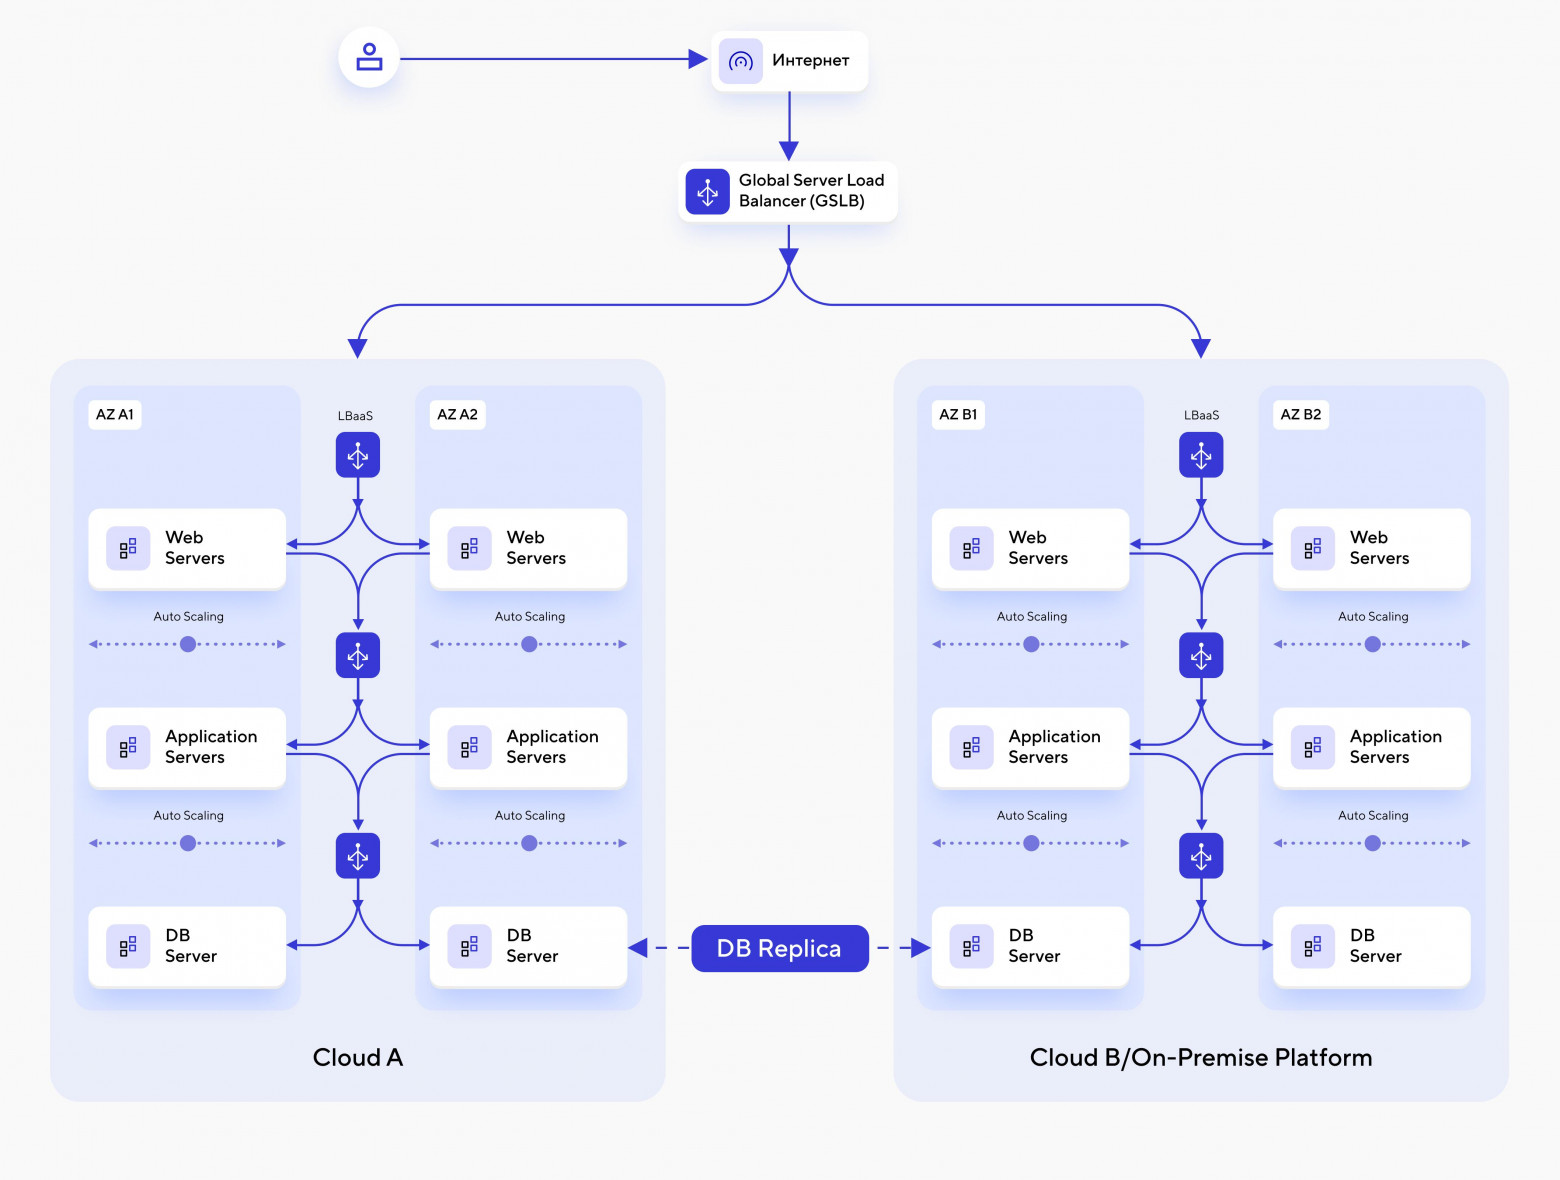 Интернет
Global Server Load
Balancer (GSLB)
AZ A1
LBaaS
AZ A2
Web
Servers
Web
Servers
Auto Scaling
Auto Scaling
Application
Servers
Application
Servers
Auto Scaling
Auto Scaling
DB
Server
DB
Server
Cloud A
DB Replica
AZ B1
LBaaS
AZ B2
Web
Servers
Web
Servers
Auto Scaling
Auto Scaling
Application
Servers
Application
Servers
Auto Scaling
Auto Scaling
DB
Server
DB
Server
Cloud B/On-Premise Platform